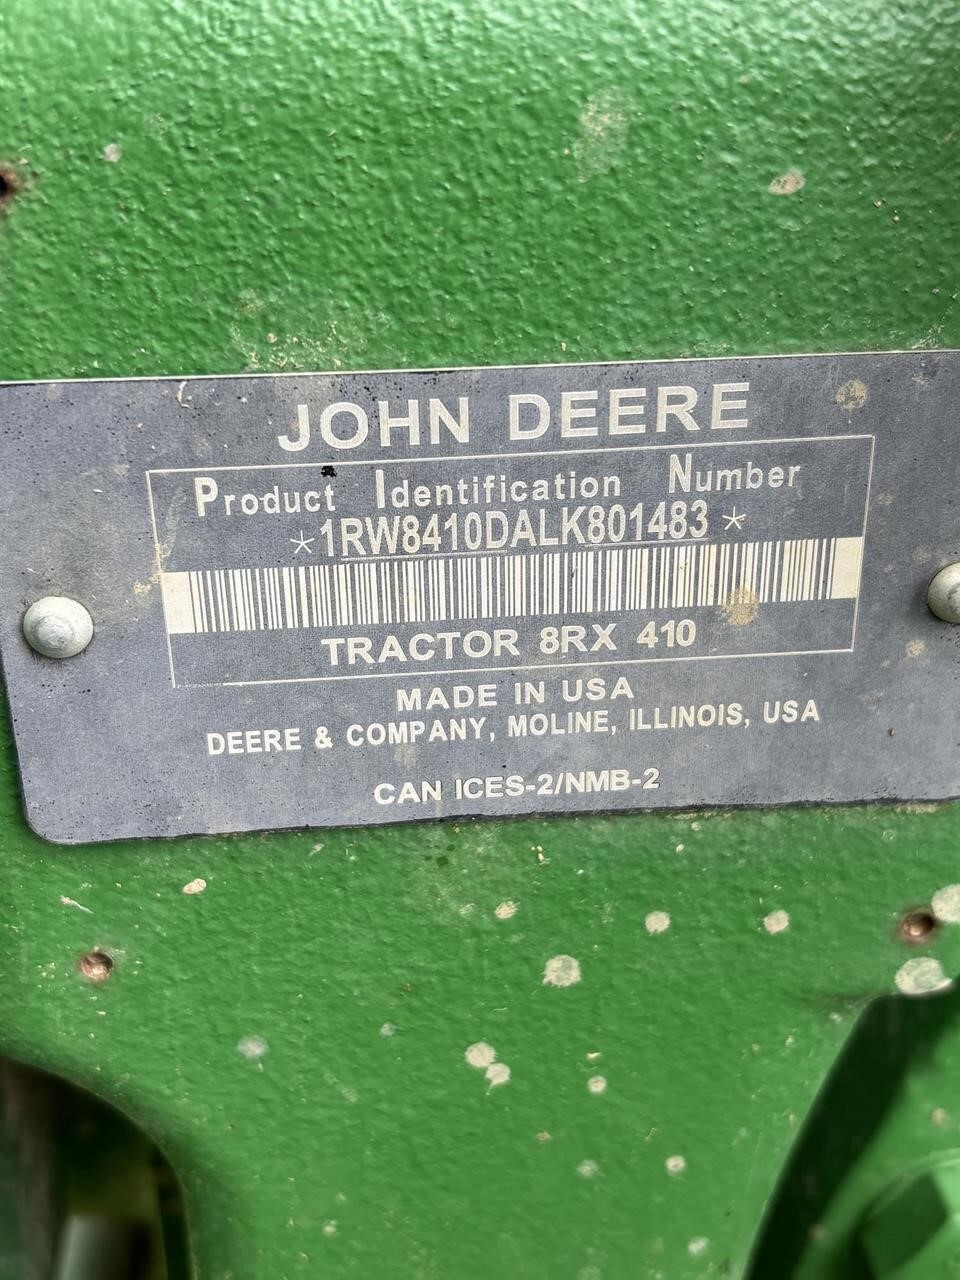 JOHN DEERE
Product Identification Number
*1RW8410DALK801483*
TRACTOR 8RX 410
MADE IN USA
DEERE & COMPANY, MOLINE, ILLINOIS, USA
CAN ICES-2/NMB-2